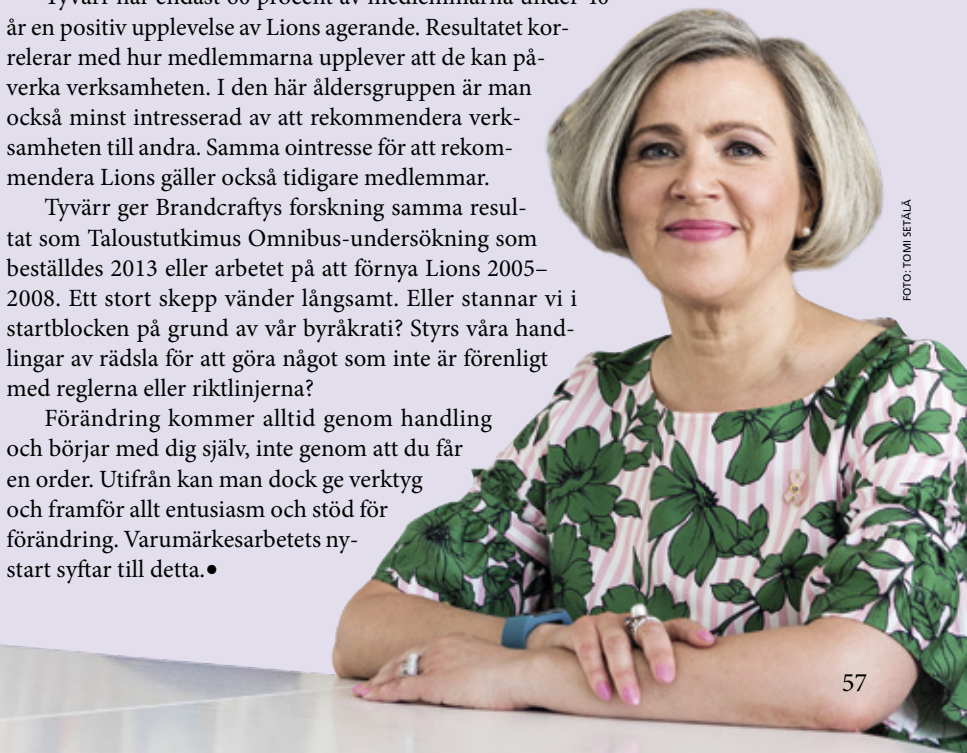 år en positiv upplevelse av Lions agerande. Resultatet kor-
relerar med hur medlemmarna upplever att de kan på-
verka verksamheten. I den här åldersgruppen är man
också minst intresserad av att rekommendera verk-
samheten till andra. Samma ointresse för att rekom-
mendera Lions gäller också tidigare medlemmar.
Tyvärr ger Brandcraftys forskning samma resul-
tat som Taloustutkimus Omnibus-undersökning som
beställdes 2013 eller arbetet på att förnya Lions 2005–
2008. Ett stort skepp vänder långsamt. Eller stannar vi i
startblocken på grund av vår byråkrati? Styrs våra hand-
lingar av rädsla för att göra något som inte är förenligt
med reglerna eller riktlinjerna?
Förändring kommer alltid genom handling
och börjar med dig själv, inte genom att du får
en order. Utifrån kan man dock ge verktyg
och framför allt entusiasm och stöd för
förändring. Varumärkesarbetets ny-
start syftar till detta.●
FOTO: TOMI SETÄLÄ
57